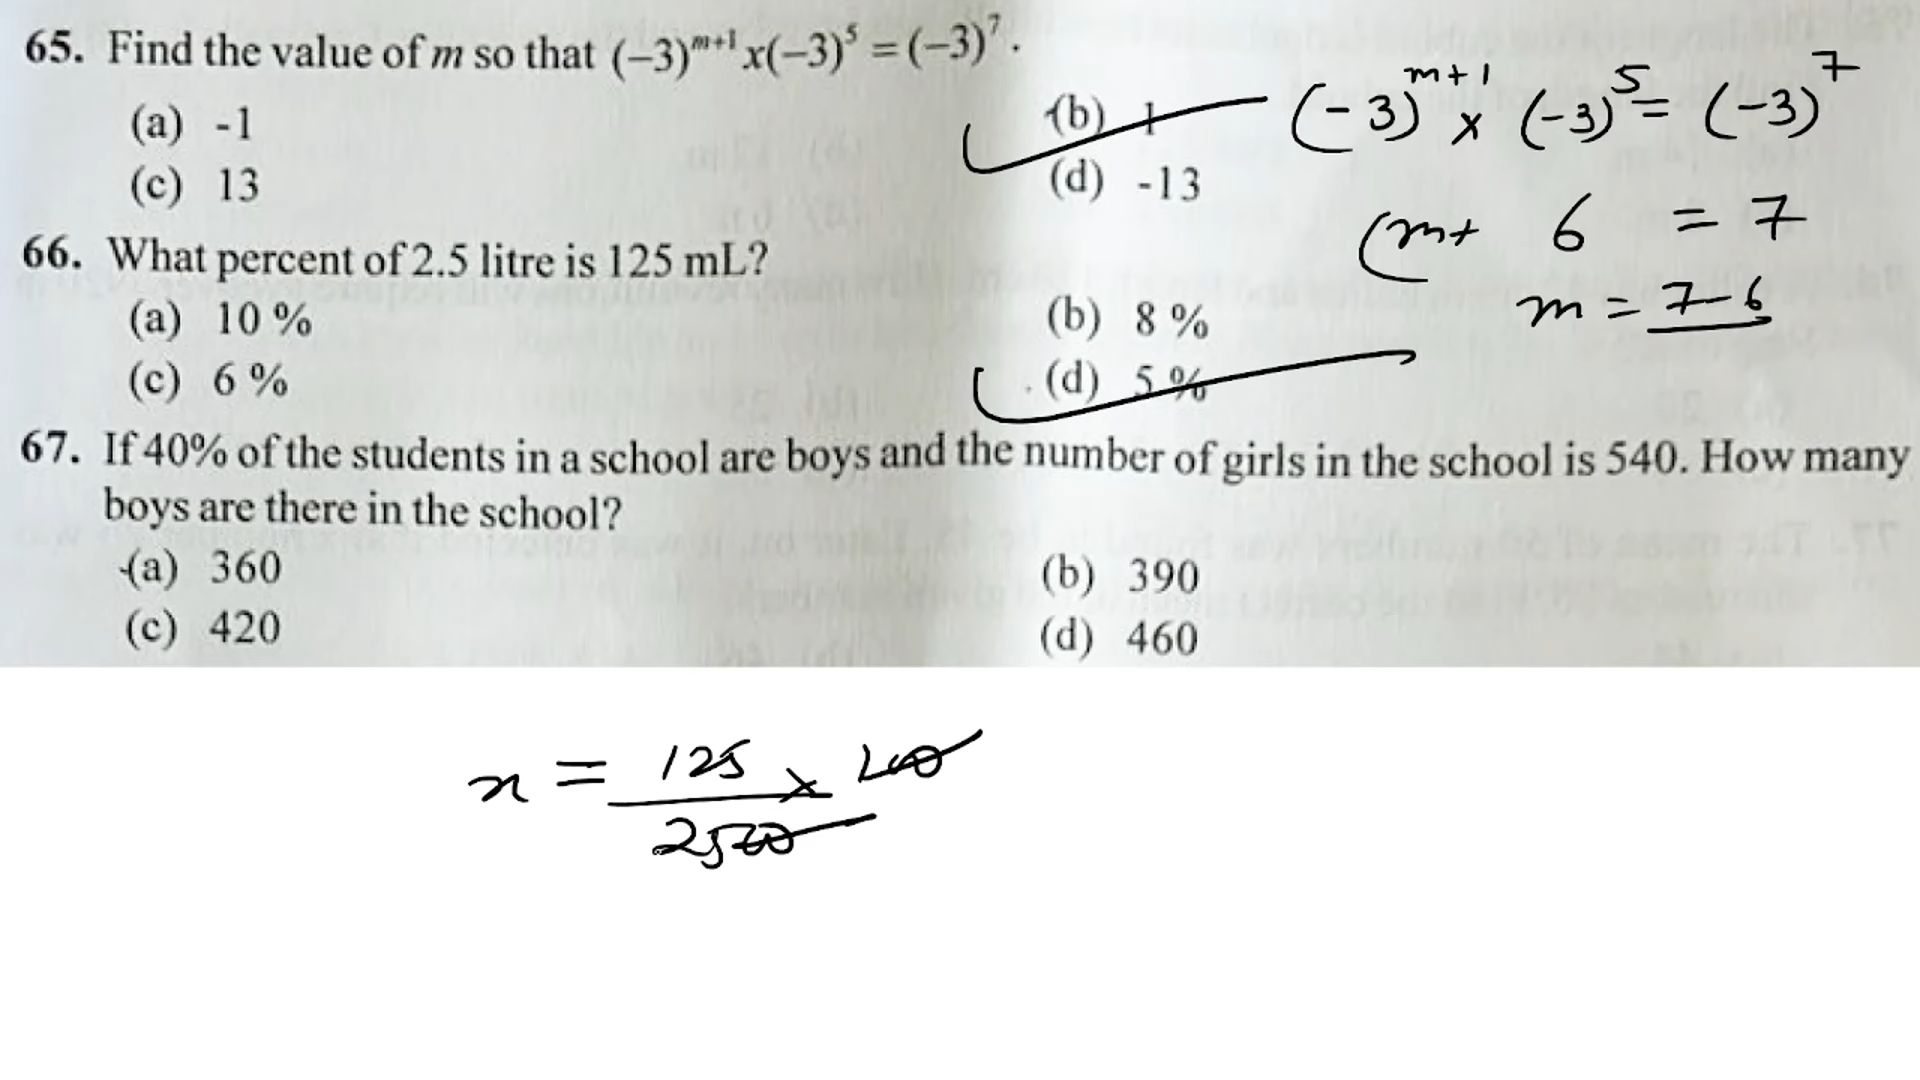 65. Find the value of m so that (–3)^m+1 x(–3)^5 = (–3)^7.
(a) -1
(b) 1
(c) 13
(d) -13
(-3)^m+1 × (-3)^5 = (-3)^7
m+ 6 = 7
m = 7-6
66. What percent of 2.5 litre is 125 mL?
(a) 10 %
(b) 8 %
(c) 6 %
(d) 5 %
67. If 40% of the students in a school are boys and the number of girls in the school is 540. How many
boys are there in the school?
(a) 360
(b) 390
(c) 420
(d) 460
x = 125 × 100
2500